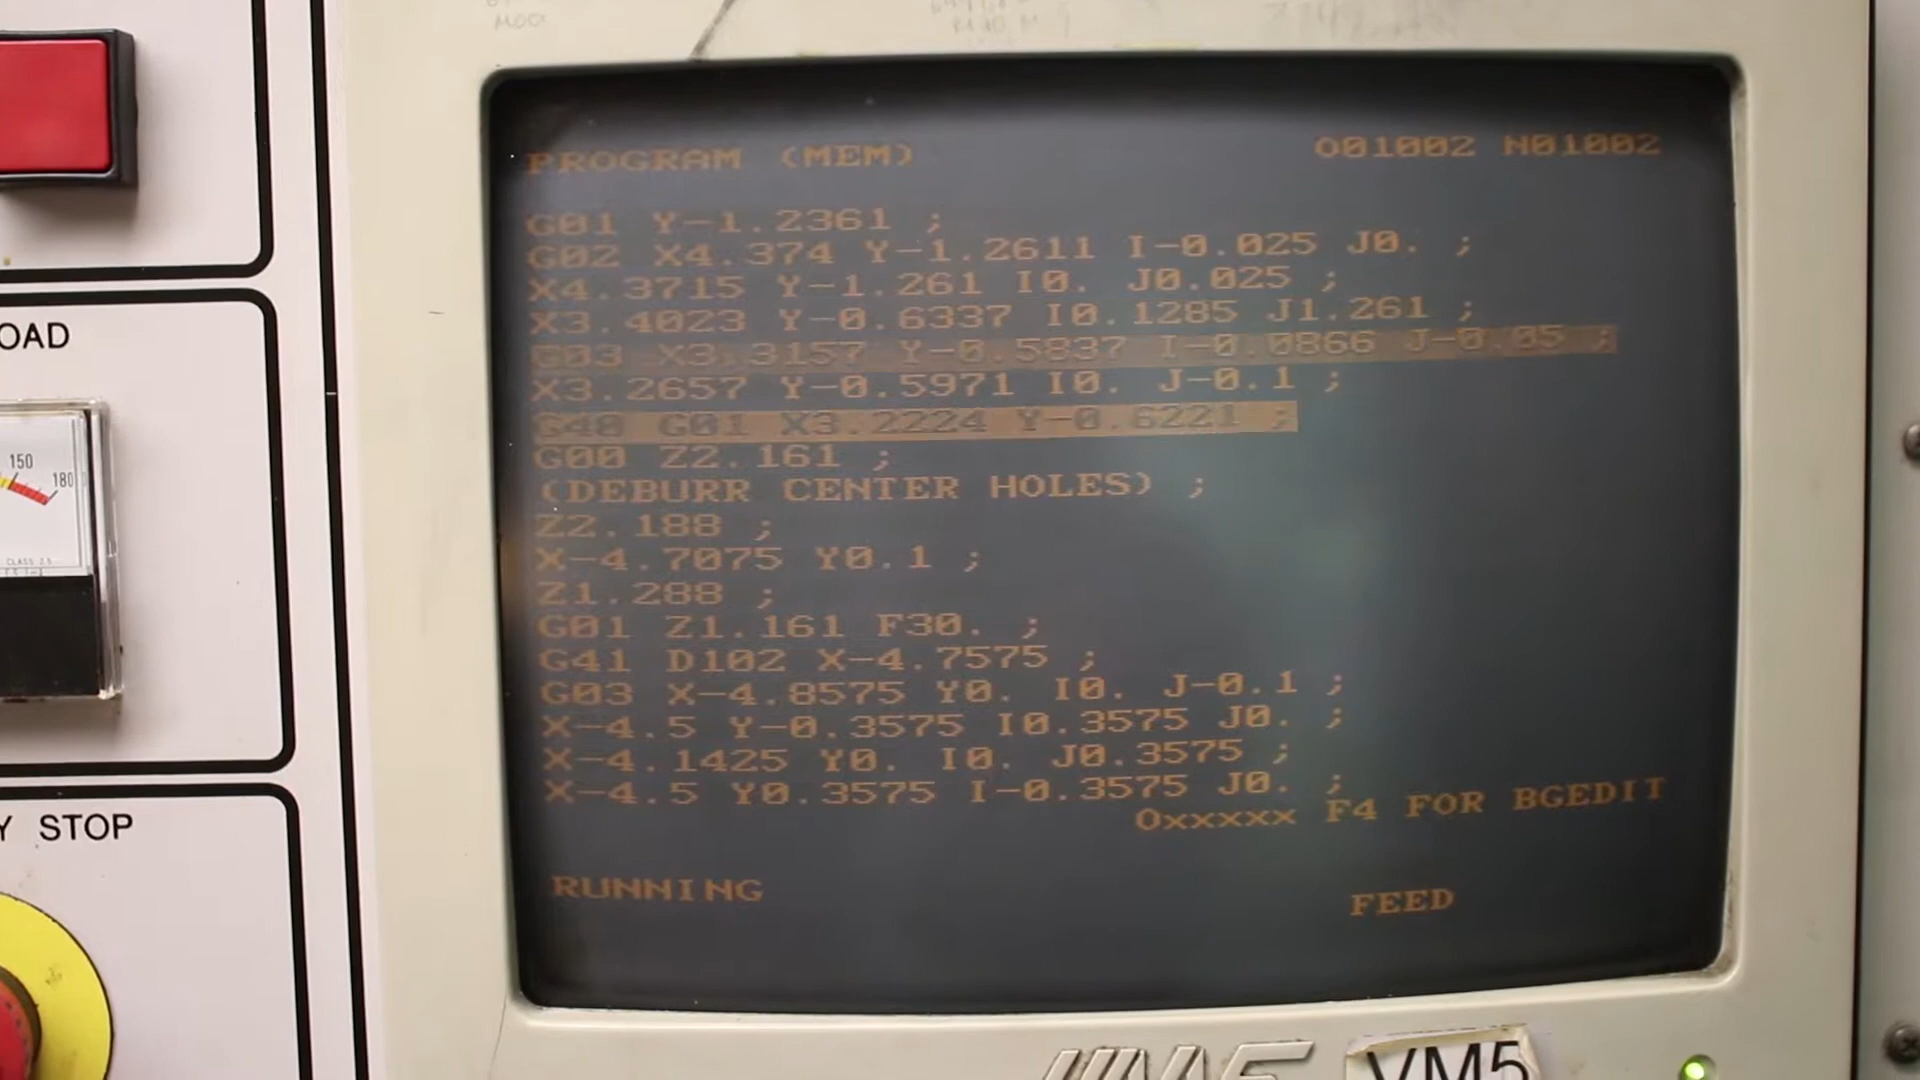 PROGRAM (MEM) O01002 N01002
G01 Y-1.2361 ;
G02 X4.374 Y-1.2611 I-0.025 J0. ;
X4.3715 Y-1.261 I0. J0.025 ;
X3.4023 Y-0.6337 I0.1285 J1.261 ;
G03 X3.3157 Y-0.5837 I-0.0866 J-0.05 ;
X3.2657 Y-0.5971 I0. J-0.1 ;
G40 G01 X3.2224 Y-0.6221 ;
G00 Z2.161 ;
(DEBURR CENTER HOLES) ;
Z2.188 ;
X-4.7075 Y0.1 ;
Z1.288 ;
G01 Z1.161 F30. ;
G41 D102 X-4.7575 ;
G03 X-4.8575 Y0. I0. J-0.1 ;
X-4.5 Y-0.3575 I0.3575 J0. ;
X-4.1425 Y0. I0. J0.3575 ;
X-4.5 Y0.3575 I-0.3575 J0. ;
Oxxxxx F4 FOR BGEDIT
RUNNING FEED
OAD
150
180
CLASS 2.5
Y STOP
VM5